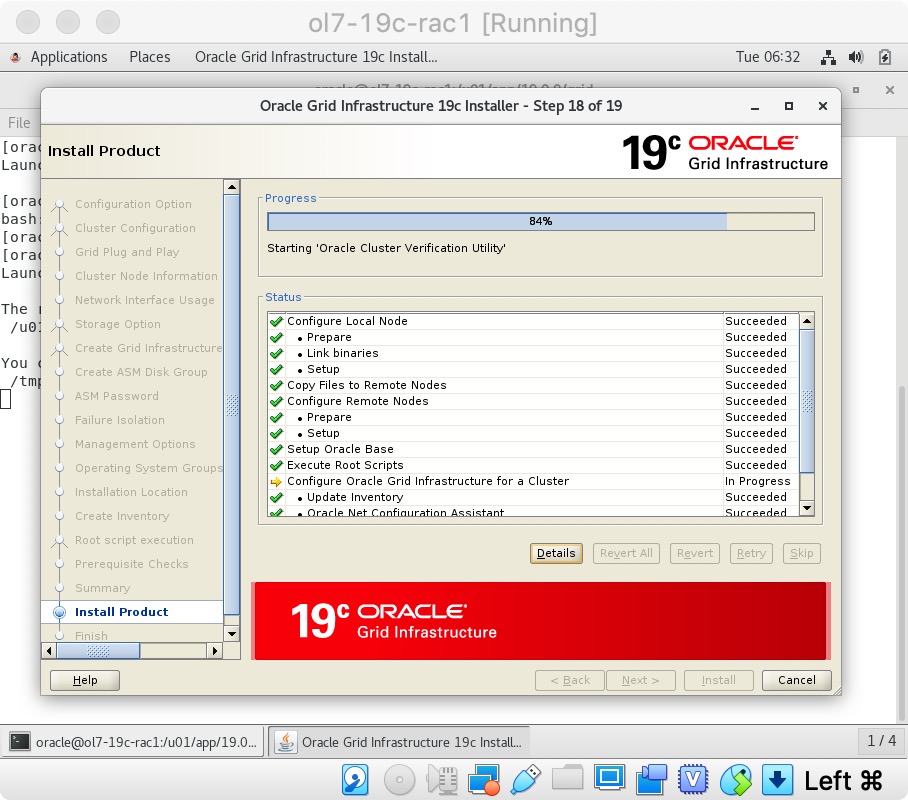 ol7-19c-rac1 [Running]
Applications Places Oracle Grid Infrastructure 19c Install... Tue 06:32
File
Oracle Grid Infrastructure 19c Installer - Step 18 of 19
Install Product
19c ORACLE
Grid Infrastructure
[orac
Laun
[orac
bash:
[orac
[orac
Laun
The
/u01
You
/tmp
Configuration Option
Cluster Configuration
Grid Plug and Play
Cluster Node Information
Network Interface Usage
Storage Option
Create Grid Infrastructure
Create ASM Disk Group
ASM Password
Failure Isolation
Management Options
Operating System Groups
Installation Location
Create Inventory
Root script execution
Prerequisite Checks
Summary
Install Product
Finish
Progress
84%
Starting 'Oracle Cluster Verification Utility'
Status
Configure Local Node Succeeded
• Prepare Succeeded
• Link binaries Succeeded
• Setup Succeeded
Copy Files to Remote Nodes Succeeded
Configure Remote Nodes Succeeded
• Prepare Succeeded
• Setup Succeeded
Setup Oracle Base Succeeded
Execute Root Scripts Succeeded
Configure Oracle Grid Infrastructure for a Cluster In Progress
• Update Inventory Succeeded
• Oracle Net Configuration Assistant Succeeded
Details Revert All Revert Retry Skip
19c ORACLE
Grid Infrastructure
Help < Back Next > Install Cancel
oracle@ol7-19c-rac1:/u01/app/19.0... Oracle Grid Infrastructure 19c Install... 1 / 4
Left ⌘